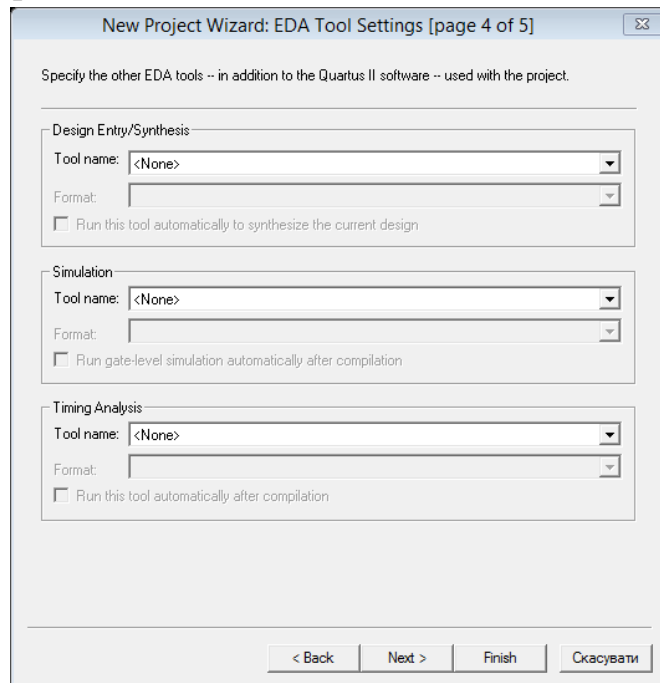 New Project Wizard: EDA Tool Settings [page 4 of 5]
Specify the other EDA tools -- in addition to the Quartus II software -- used with the project.
Design Entry/Synthesis
Tool name: <None>
Format:
Run this tool automatically to synthesize the current design
Simulation
Tool name: <None>
Format:
Run gate-level simulation automatically after compilation
Timing Analysis
Tool name: <None>
Format:
Run this tool automatically after compilation
< Back Next > Finish Скасувати